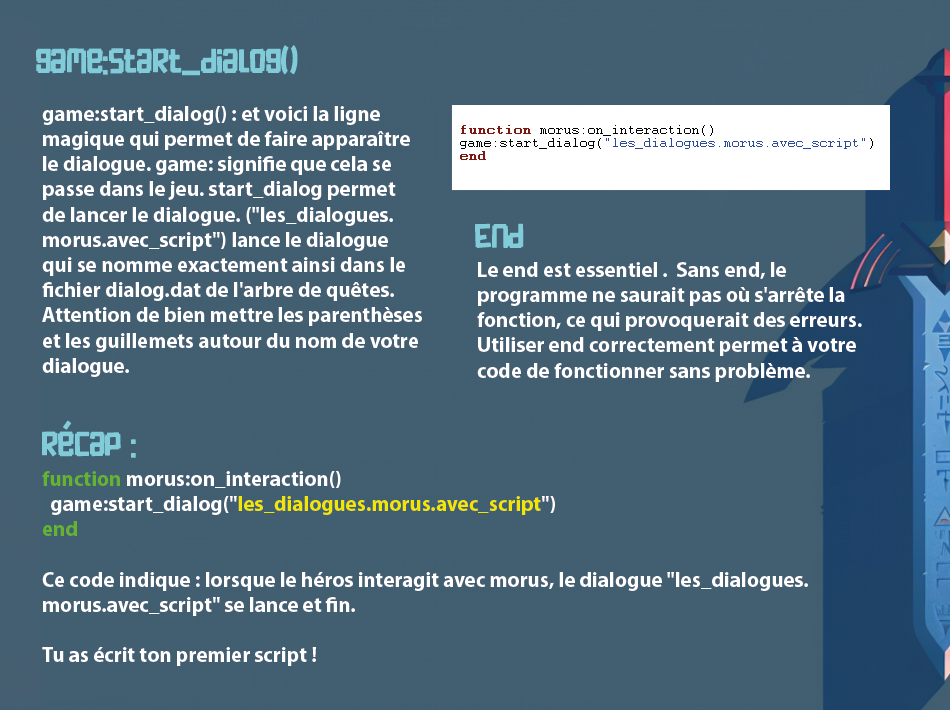 game:start_dialog()
game:start_dialog() : et voici la ligne
magique qui permet de faire apparaître
le dialogue. game: signifie que cela se
passe dans le jeu. start_dialog permet
de lancer le dialogue. ("les_dialogues.
morus.avec_script") lance le dialogue
qui se nomme exactement ainsi dans le
fichier dialog.dat de l'arbre de quêtes.
Attention de bien mettre les parenthèses
et les guillemets autour du nom de votre
dialogue.
function morus:on_interaction()
game:start_dialog("les_dialogues.morus.avec_script")
end
End
Le end est essentiel .  Sans end, le
programme ne saurait pas où s'arrête la
fonction, ce qui provoquerait des erreurs.
Utiliser end correctement permet à votre
code de fonctionner sans problème.
Récap :
function morus:on_interaction()
  game:start_dialog("les_dialogues.morus.avec_script")
end
Ce code indique : lorsque le héros interagit avec morus, le dialogue "les_dialogues.
morus.avec_script" se lance et fin.
Tu as écrit ton premier script !